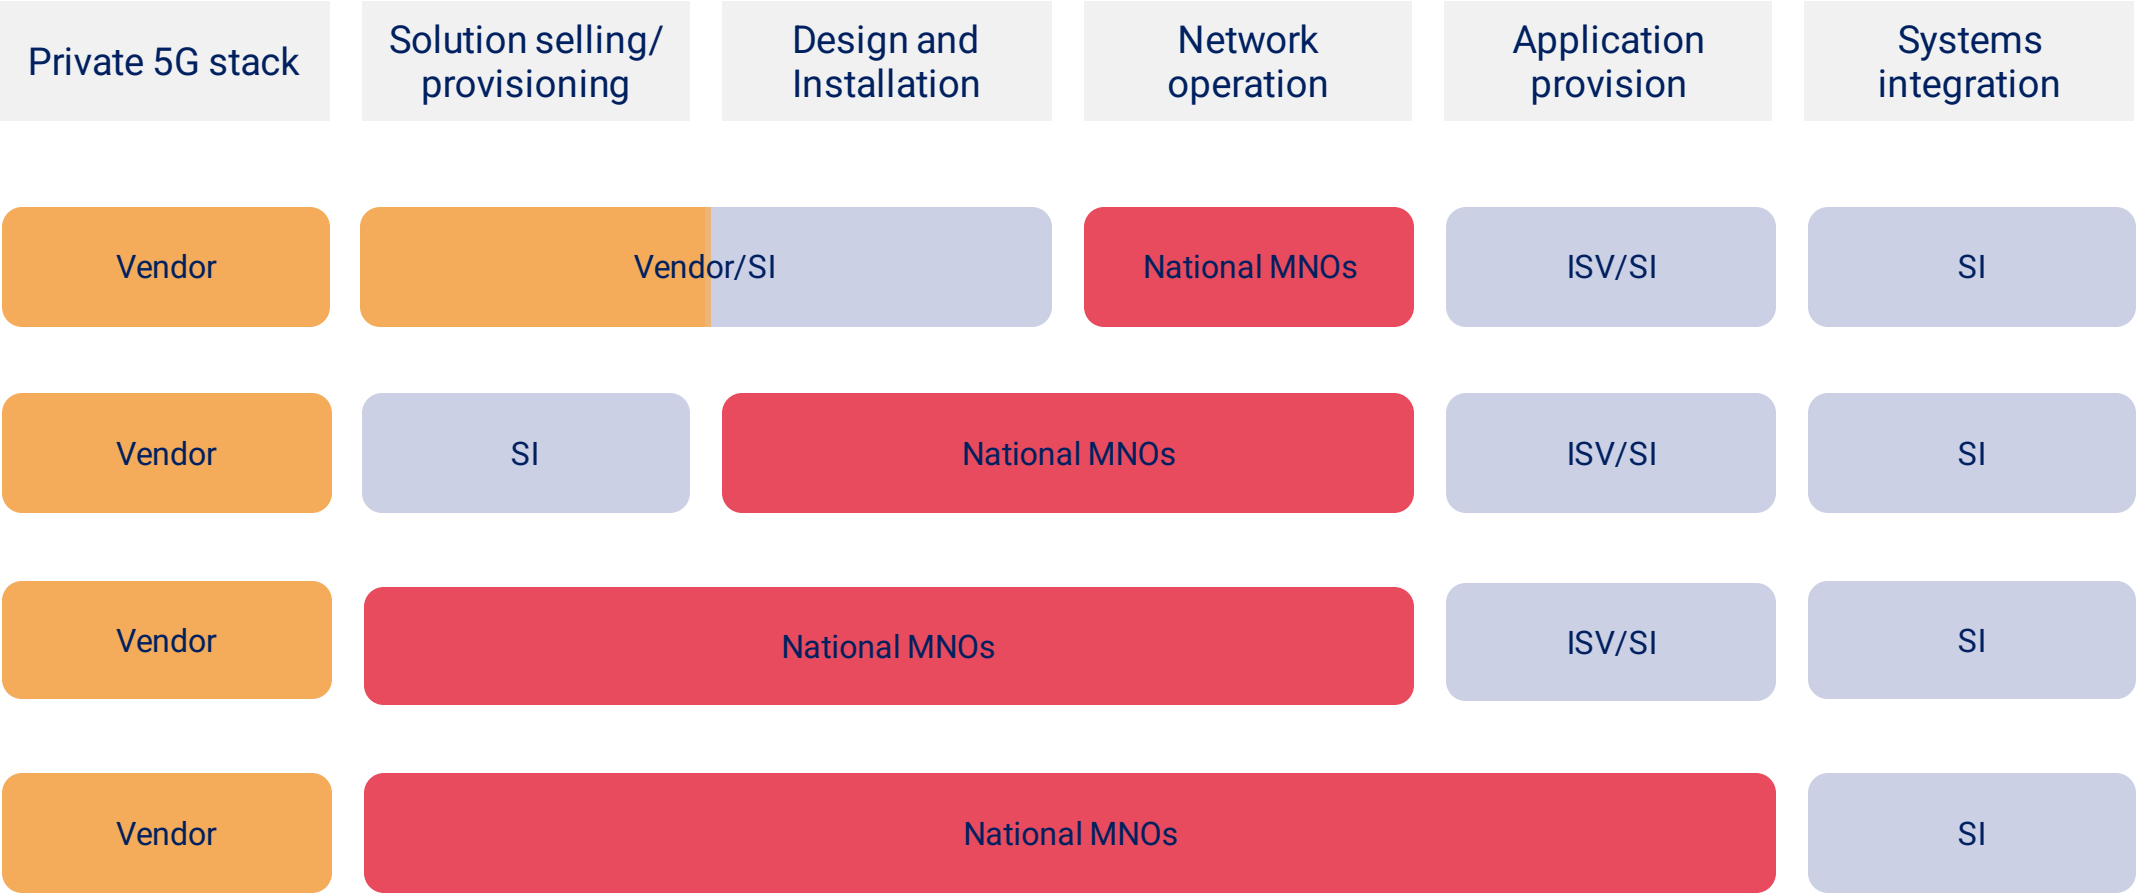 Private 5G stack
Solution selling/
provisioning
Design and
Installation
Network
operation
Application
provision
Systems
integration
Vendor
Vendor/SI
National MNOs
ISV/SI
SI
Vendor
SI
National MNOs
ISV/SI
SI
Vendor
National MNOs
ISV/SI
SI
Vendor
National MNOs
SI